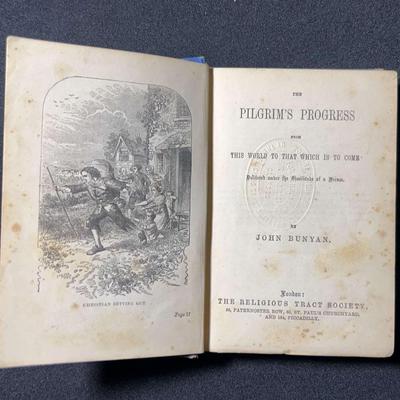 CHRISTIAN SETTING OUT
Page 17
THE
PILGRIM'S PROGRESS
FROM
THIS WORLD TO THAT WHICH IS TO COME
Delivered under the Similitude of a Dream.
BY
JOHN BUNYAN.
London:
THE RELIGIOUS TRACT SOCIETY,
56, PATERNOSTER ROW, 65, ST. PAUL'S CHURCHYARD,
AND 164, PICCADILLY.